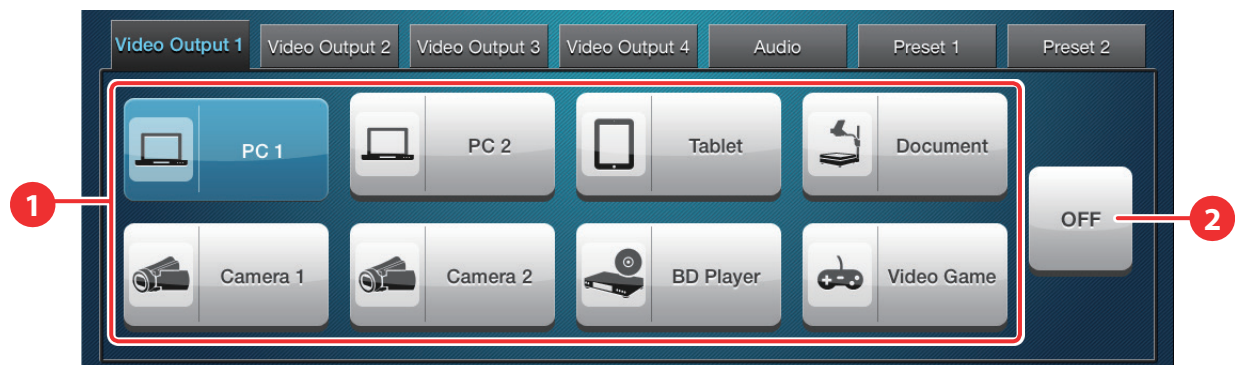 Video Output 1 Video Output 2 Video Output 3 Video Output 4 Audio Preset 1 Preset 2
PC 1 PC 2 Tablet Document
1 OFF 2
Camera 1 Camera 2 BD Player Video Game